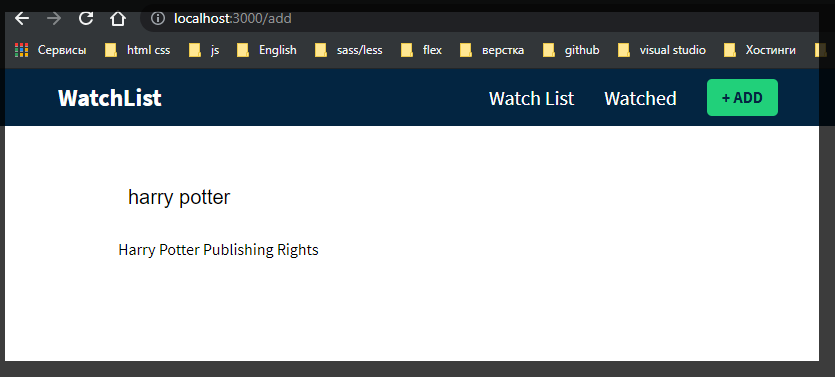 localhost:3000/add
Сервисы html css js English sass/less flex верстка github visual studio Хостинги
WatchList Watch List Watched + ADD
harry potter
Harry Potter Publishing Rights